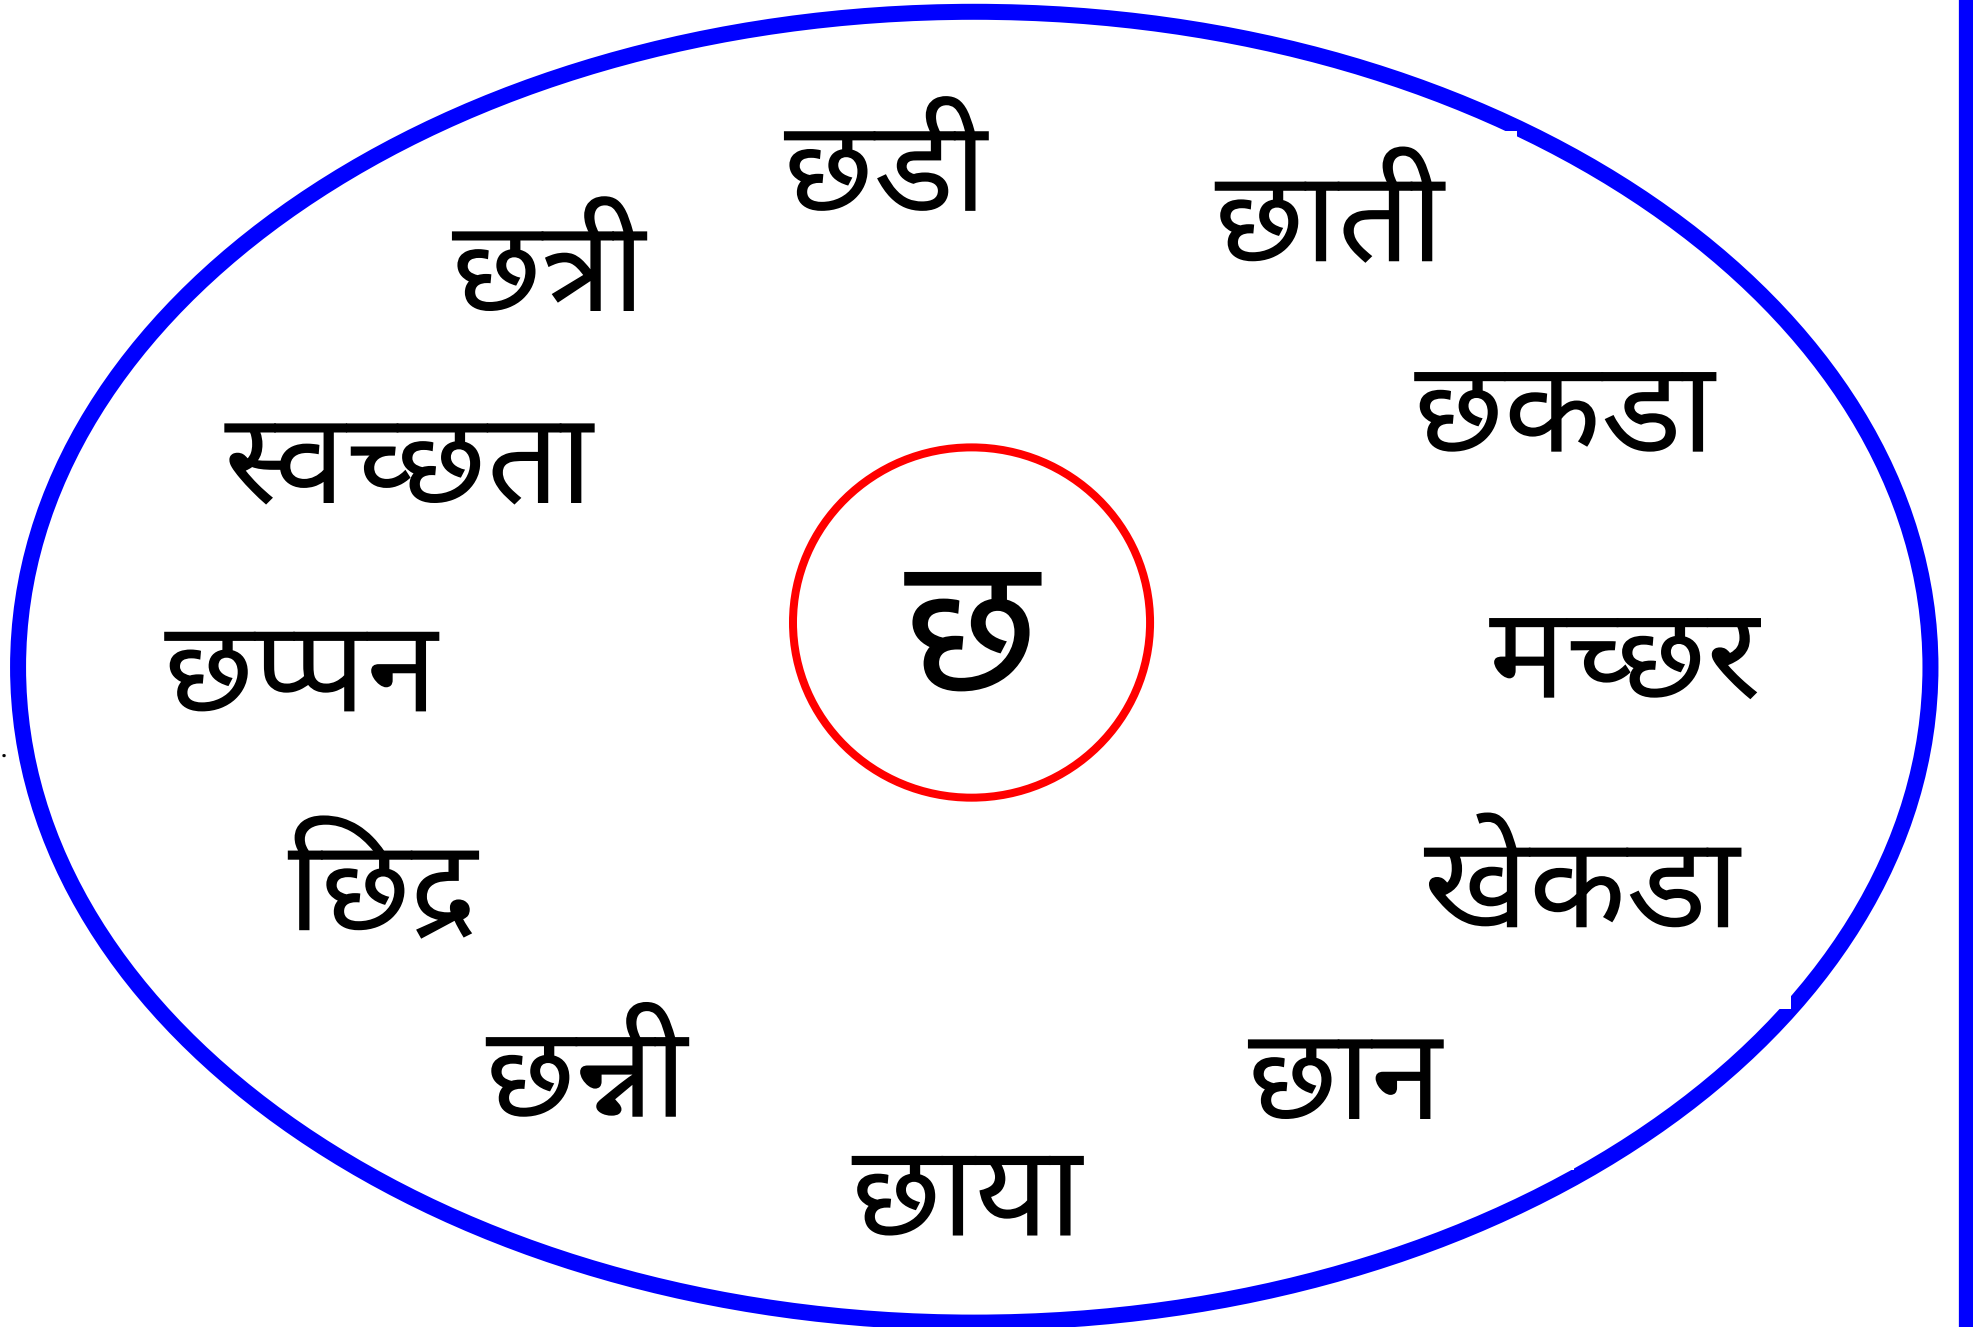 छडी
छाती
छत्री
छकडा
स्वच्छता
छ
मच्छर
छप्पन
खेकडा
छिद्र
छन्नी
छान
छाया